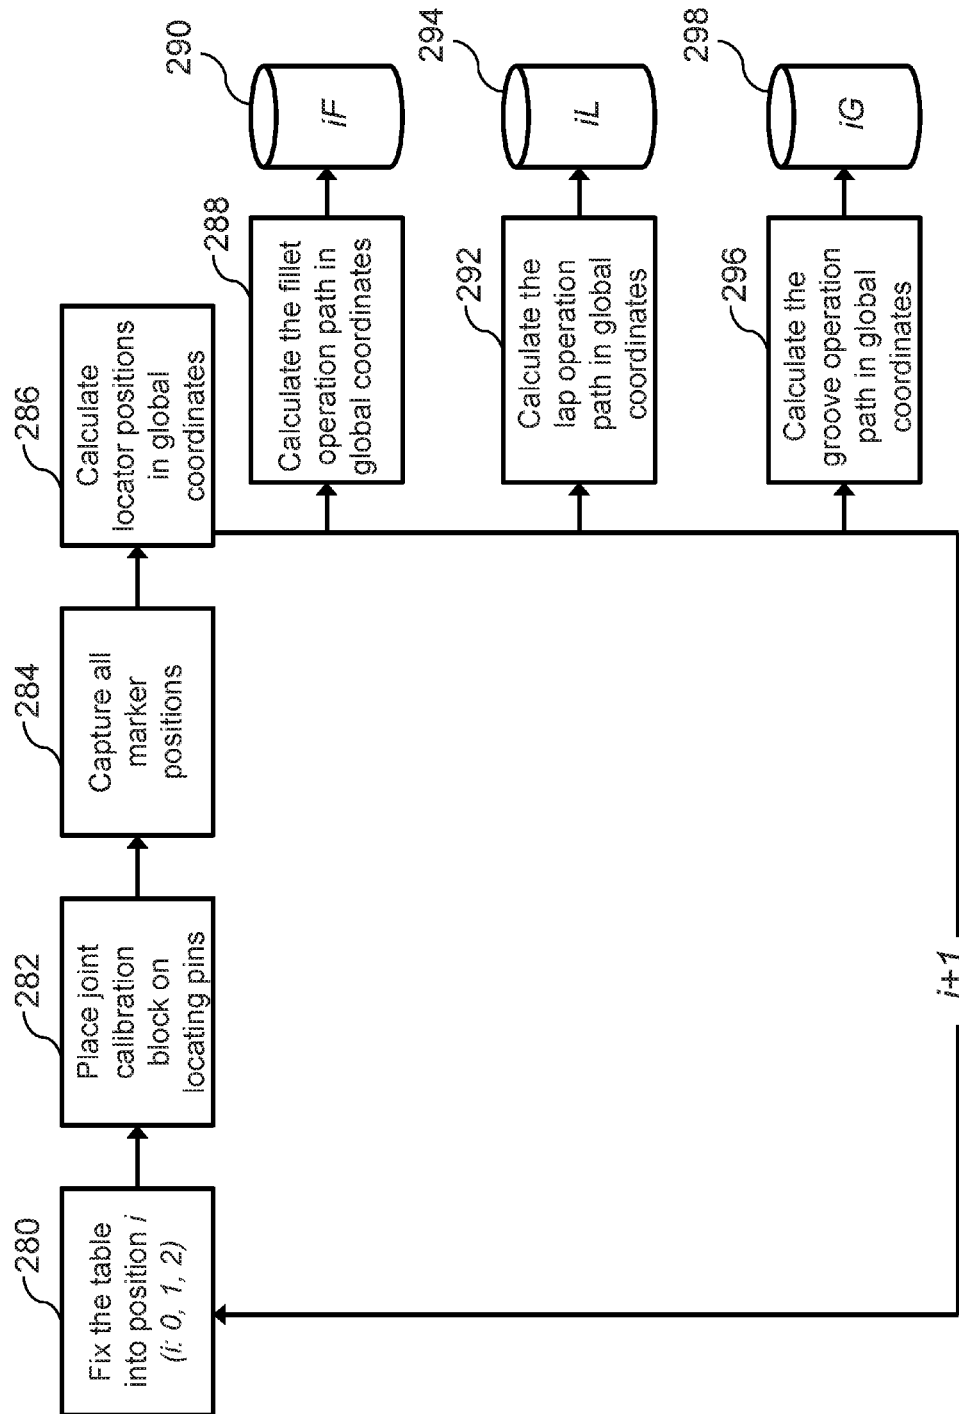 280
Fix the table
into position i
(i: 0, 1, 2)
282
Place joint
calibration
block on
locating pins
284
Capture all
marker
positions
286
Calculate
locator positions
in global
coordinates
288
Calculate the fillet
operation path in
global coordinates
290
iF
292
Calculate the
lap operation
path in global
coordinates
294
iL
296
Calculate the
groove operation
path in global
coordinates
298
iG
i+1